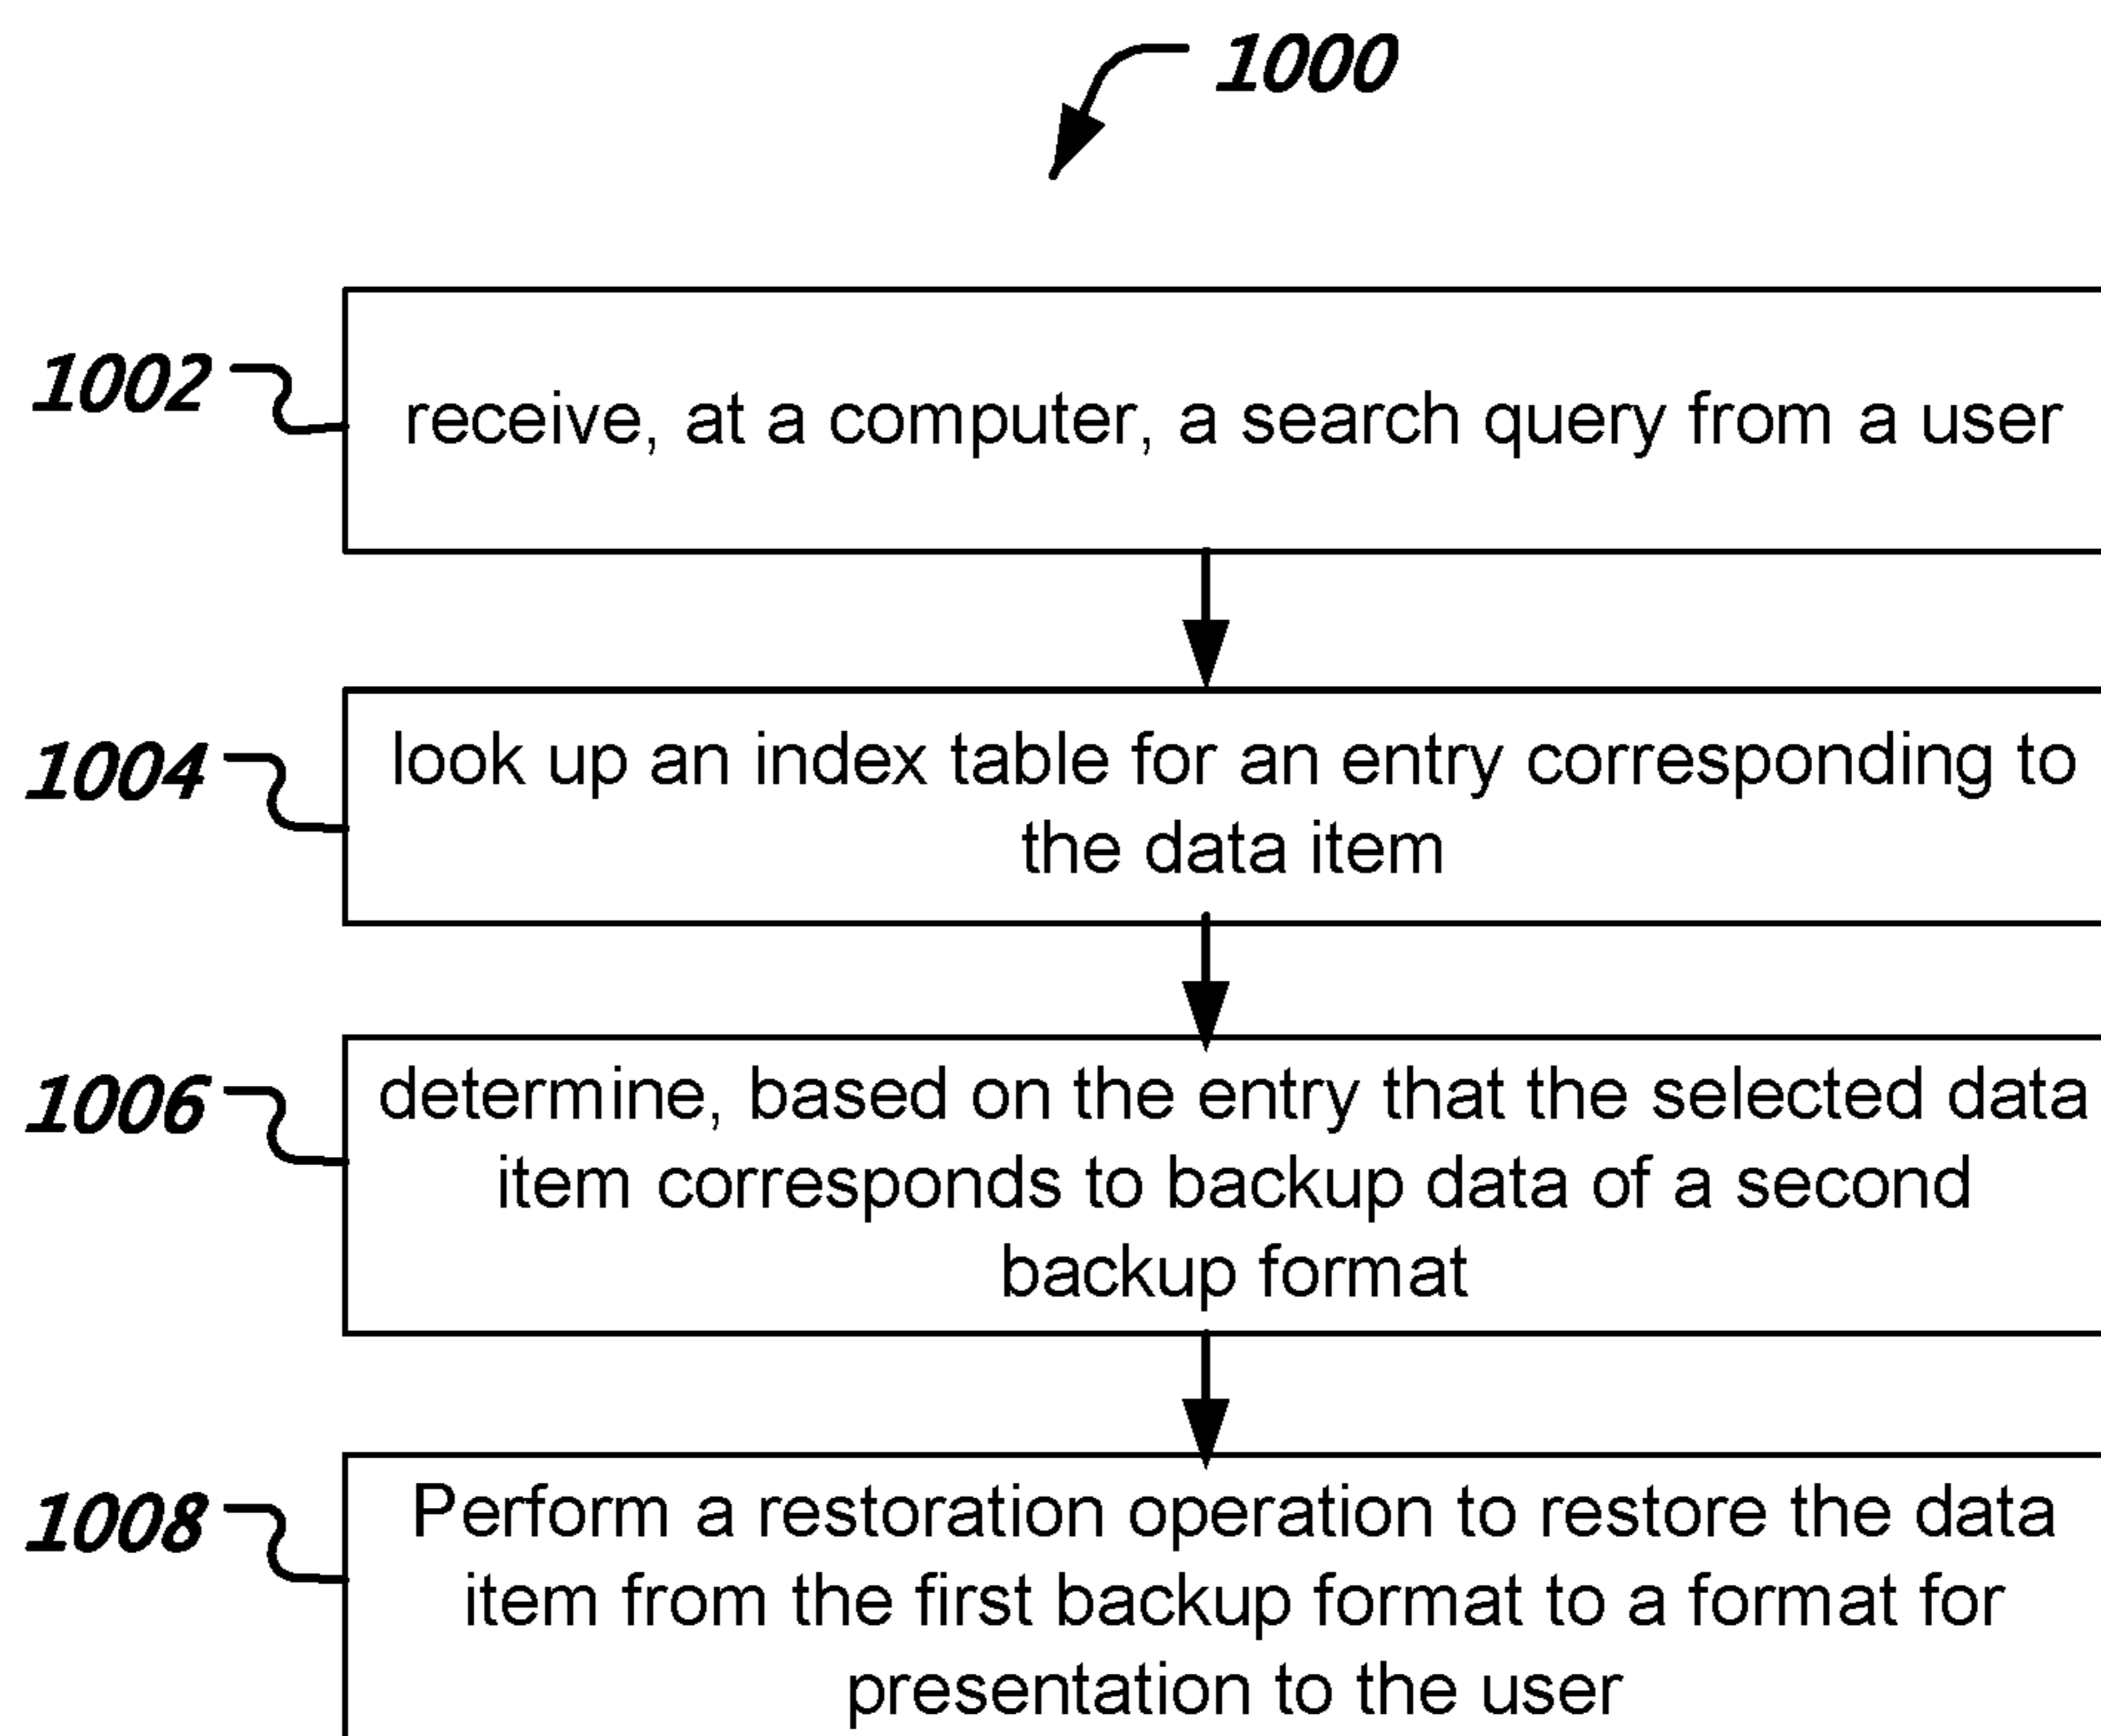 1000
1002
receive, at a computer, a search query from a user
1004
look up an index table for an entry corresponding to
the data item
1006
determine, based on the entry that the selected data
item corresponds to backup data of a second
backup format
1008
Perform a restoration operation to restore the data
item from the first backup format to a format for
presentation to the user